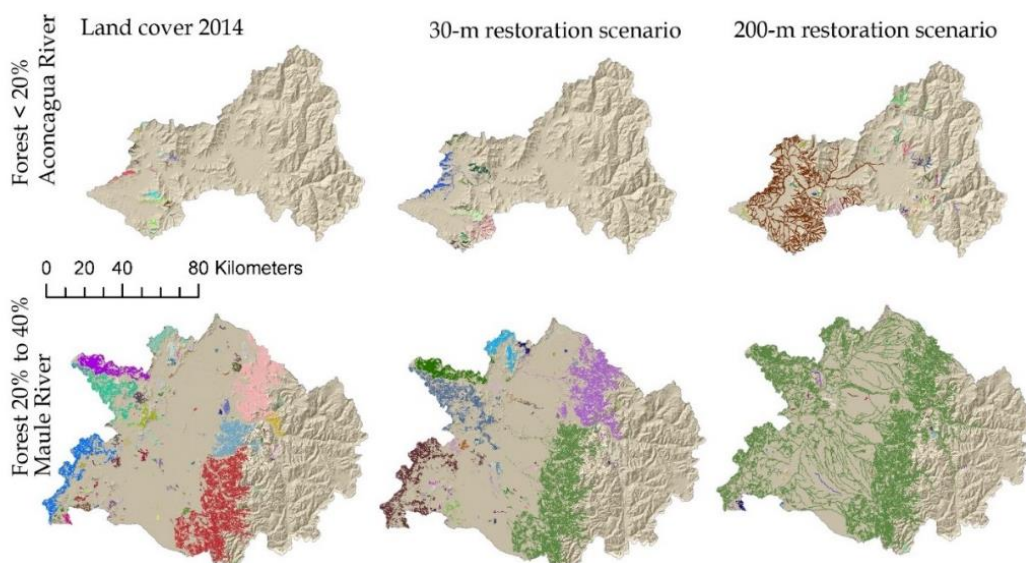 Land cover 2014
30-m restoration scenario
200-m restoration scenario
Forest < 20%
Aconcagua River
0 20 40 80 Kilometers
Forest 20% to 40%
Maule River